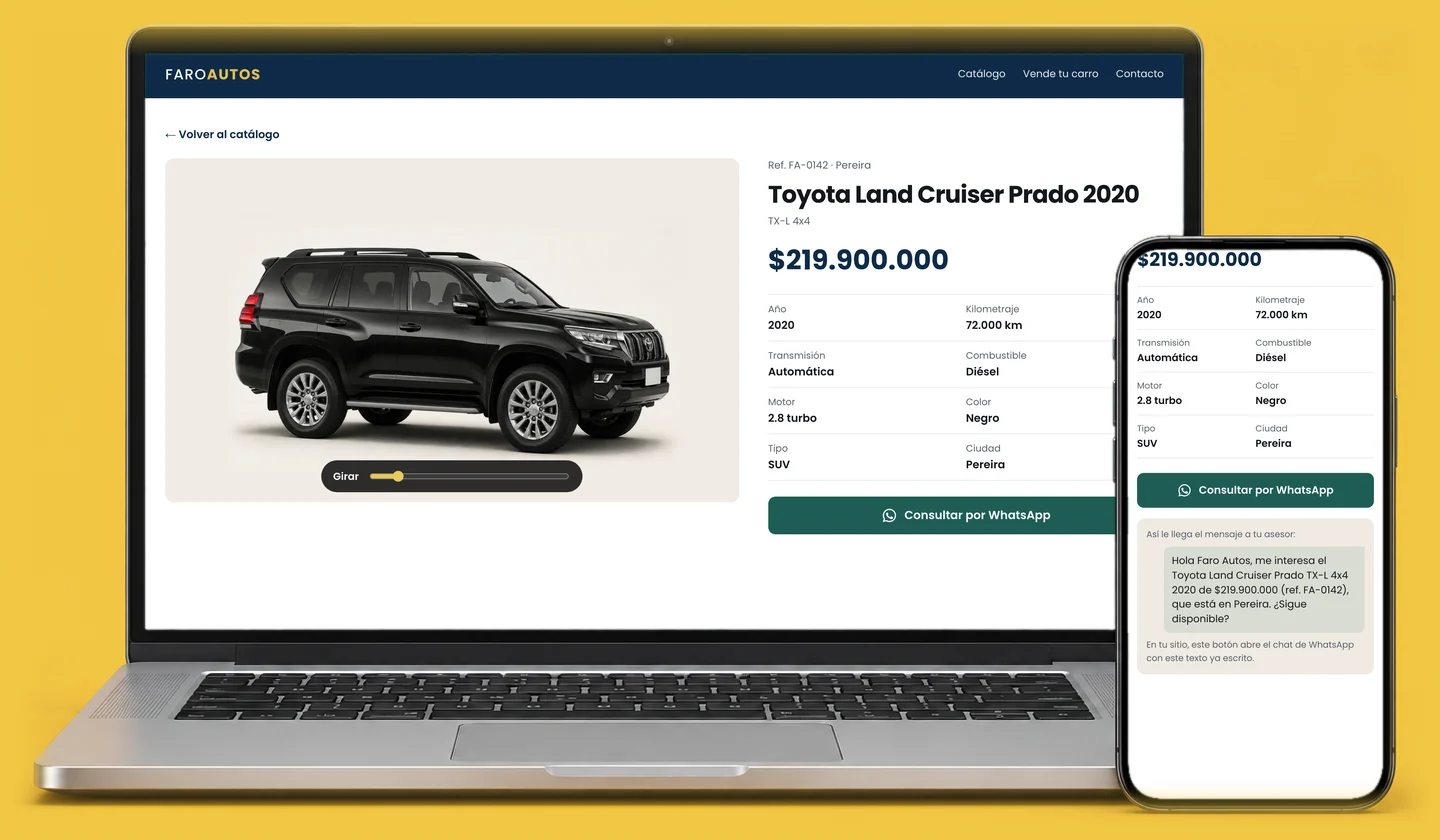 FAROAUTOS
Catálogo Vende tu carro Contacto
← Volver al catálogo
Girar
Ref. FA-0142 · Pereira
Toyota Land Cruiser Prado 2020
TX-L 4x4
$219.900.000
Año Kilometraje
2020 72.000 km
Transmisión Combustible
Automática Diésel
Motor Color
2.8 turbo Negro
Tipo Ciudad
SUV Pereira
Consultar por WhatsApp
$219.900.000
Año Kilometraje
2020 72.000 km
Transmisión Combustible
Automática Diésel
Motor Color
2.8 turbo Negro
Tipo Ciudad
SUV Pereira
Consultar por WhatsApp
Así le llega el mensaje a tu asesor:
Hola Faro Autos, me interesa el
Toyota Land Cruiser Prado TX-L 4x4
2020 de $219.900.000 (ref. FA-0142),
que está en Pereira. ¿Sigue
disponible?
En tu sitio, este botón abre el chat de WhatsApp
con este texto ya escrito.